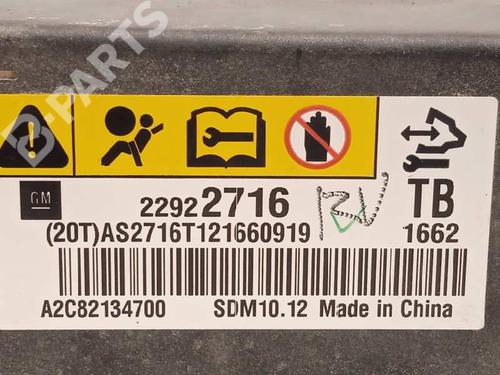 B-PARTS
GM
22922716
TB
(20T)AS2716T121660919
1662
A2C82134700 SDM10.12 Made in China